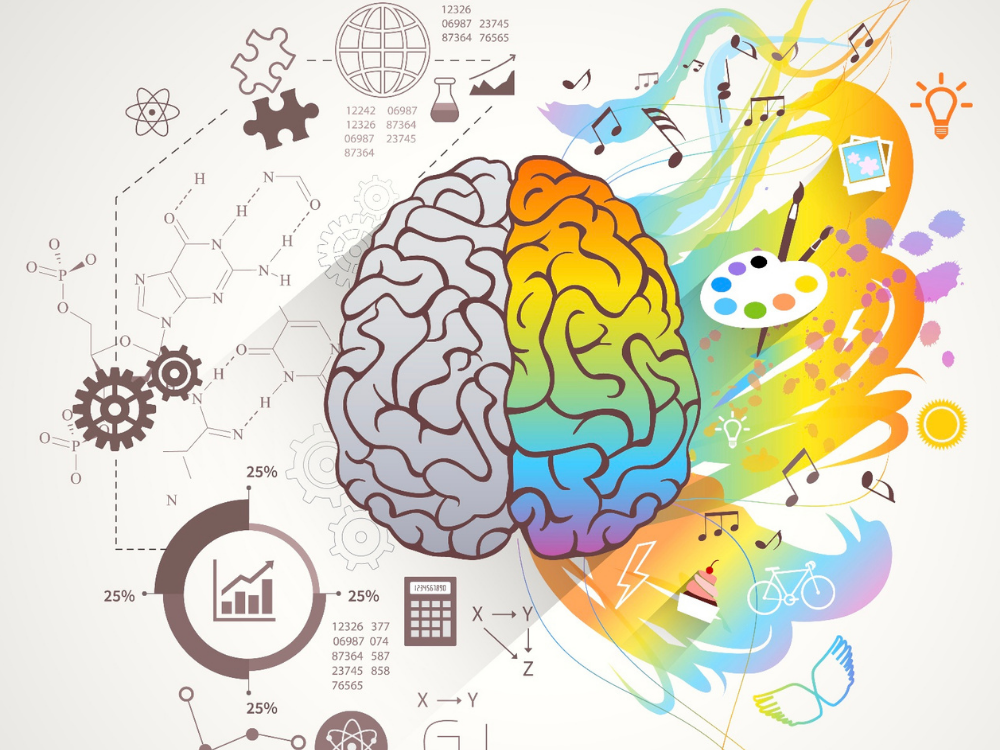 12326
06987 23745
87364 76565
12242 06987
12326 87364
06987 23745
87364
H
N
O
H
O
N
H
N
H
N
N
N
O
O
P
O
O
O
N
O
H
N
H
N
H
N
O
P
O
O
N
25%
25%
25%
25%
1234567890
12326 377
06987 074
87364 587
23745 858
76565
X → Y
Z
X → Y